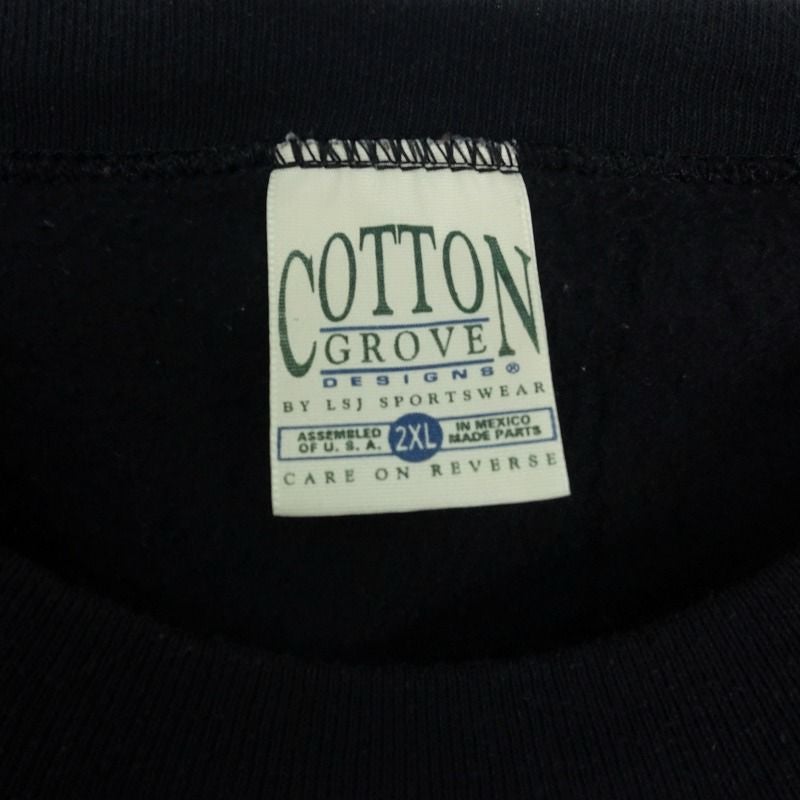 COTTON
GROVE
DESIGNS®
BY LSJ SPORTSWEAR
ASSEMBLED
OF U. S. A.
2XL
IN MEXICO
MADE PARTS
CARE ON REVERSE